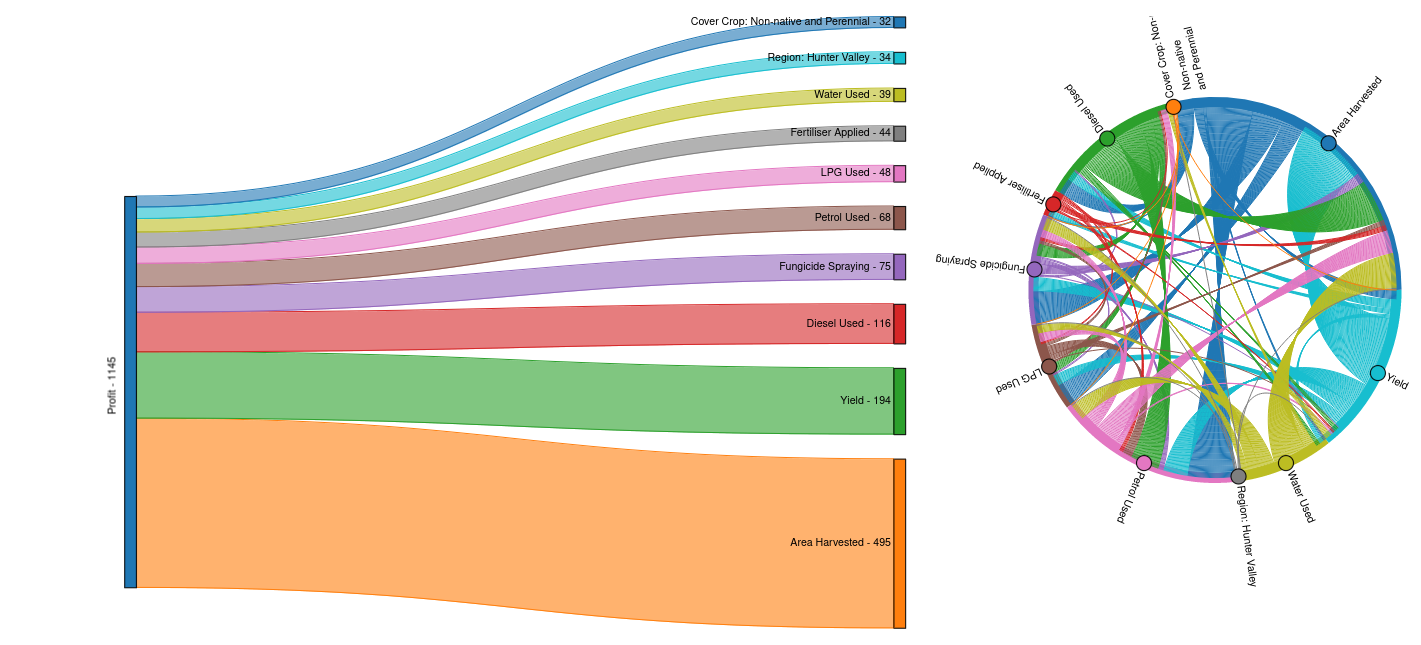 Cover Crop: Non-native and Perennial - 32
Region: Hunter Valley - 34
Water Used - 39
Fertiliser Applied - 44
LPG Used - 48
Petrol Used - 68
Fungicide Spraying - 75
Diesel Used - 116
Yield - 194
Area Harvested - 495
Profit - 1145
Cover Crop: Non-
Non-native
and Perennial
Area Harvested
Diesel Used
Fertiliser Applied
Fungicide Spraying
LPG Used
Yield
Petrol Used
Region: Hunter Valley
Water Used